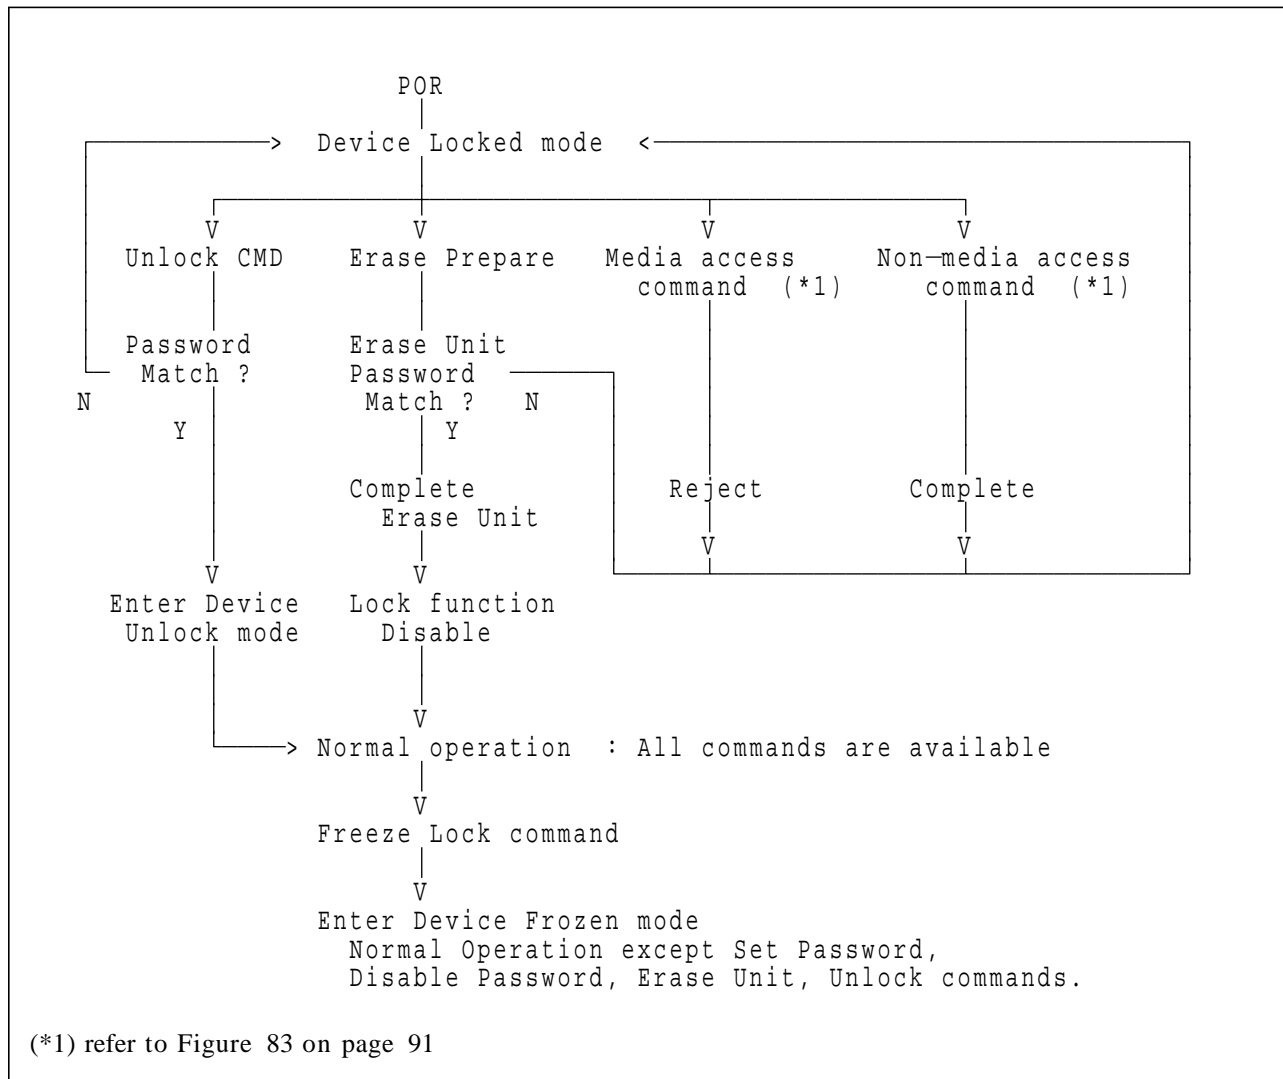 POR
> Device Locked mode <
V V V V
Unlock CMD Erase Prepare Media access Non—media access
command (*1) command (*1)
Password Erase Unit
Match ? Password
N Match ? N
Y Y
Complete Reject Complete
Erase Unit
V V
V V
Enter Device Lock function
Unlock mode Disable
V
> Normal operation : All commands are available
V
Freeze Lock command
V
Enter Device Frozen mode
Normal Operation except Set Password,
Disable Password, Erase Unit, Unlock commands.
(*1) refer to Figure 83 on page 91